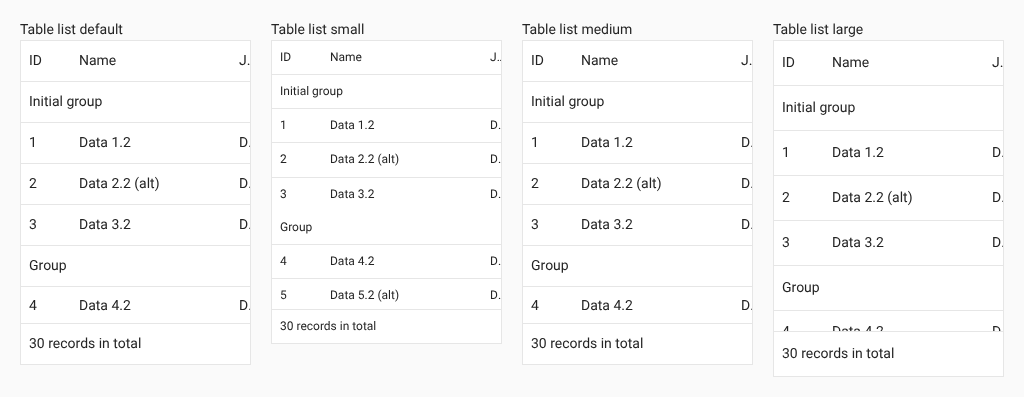 Table list default
ID Name J.
Initial group
1 Data 1.2 D.
2 Data 2.2 (alt) D.
3 Data 3.2 D.
Group
4 Data 4.2 D.
30 records in total
Table list small
ID Name J..
Initial group
1 Data 1.2 D.
2 Data 2.2 (alt) D.
3 Data 3.2 D.
Group
4 Data 4.2 D.
5 Data 5.2 (alt) D.
30 records in total
Table list medium
ID Name J.
Initial group
1 Data 1.2 D.
2 Data 2.2 (alt) D.
3 Data 3.2 D.
Group
4 Data 4.2 D.
30 records in total
Table list large
ID Name J.
Initial group
1 Data 1.2 D.
2 Data 2.2 (alt) D.
3 Data 3.2 D.
Group
4 Data 4.2 D
30 records in total